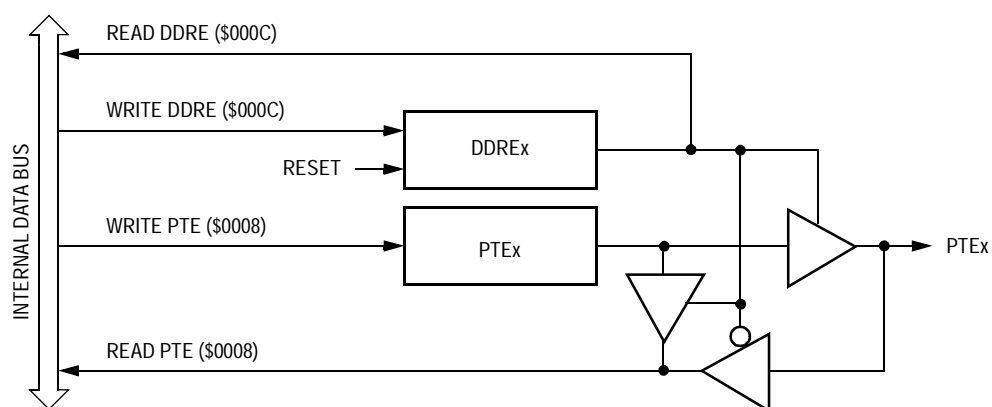 READ DDRE ($000C)
WRITE DDRE ($000C)
DDREx
RESET
WRITE PTE ($0008)
PTEx
PTEx
READ PTE ($0008)
INTERNAL DATA BUS